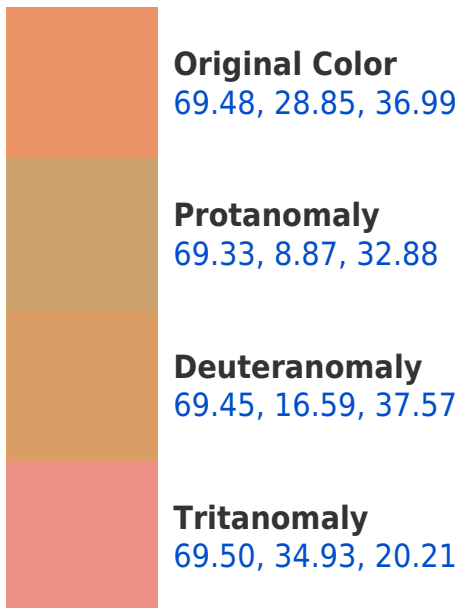 Original Color
69.48, 28.85, 36.99
Protanomaly
69.33, 8.87, 32.88
Deuteranomaly
69.45, 16.59, 37.57
Tritanomaly
69.50, 34.93, 20.21